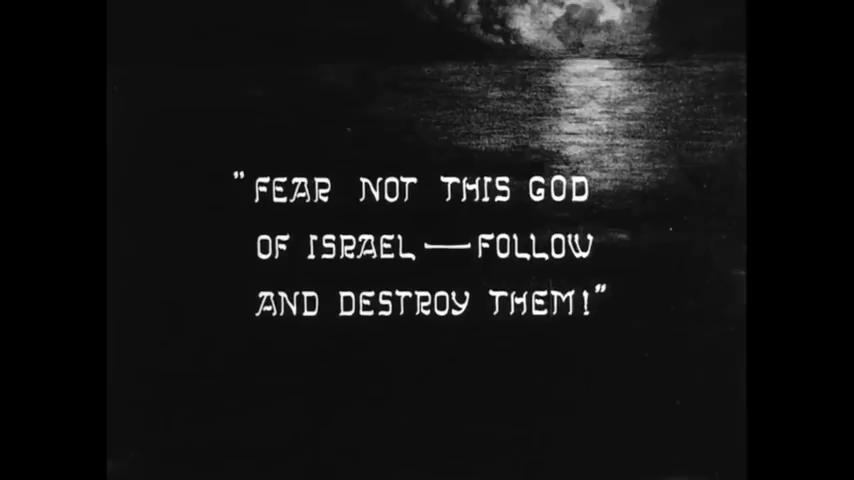 "FEAR NOT THIS GOD
OF ISRAEL—FOLLOW
AND DESTROY THEM!"